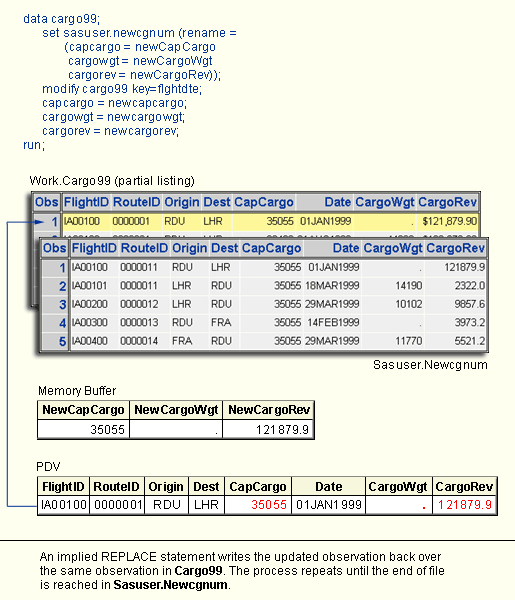 data cargo99;
set sasuser.newcgnum (rename =
(capcargo = newCapCargo
cargowgt = newCargoWgt
cargorev = newCargoRev));
modify cargo99 key=flghtdte;
capcargo = newcapcargo;
cargowgt = newcargowgt;
cargorev = newcargorev;
run;
Work.Cargo99 (partial listing)
Obs FlightID RouteID Origin Dest CapCargo Date CargoWgt CargoRev
1 IA00100 0000001 RDU LHR 35055 01JAN1999 . $121,879.90
Obs FlightID RouteID Origin Dest CapCargo Date CargoWgt CargoRev
1 IA00100 0000011 RDU LHR 35055 01JAN1999 . 121879.9
2 IA00101 0000011 LHR RDU 35055 18MAR1999 14190 2322.0
3 IA00200 0000012 LHR RDU 35055 29MAR1999 10102 9857.6
4 IA00300 0000013 RDU FRA 35055 14FEB1999 . 3973.2
5 IA00400 0000014 FRA RDU 35055 29MAR1999 11770 5521.2
Sasuser.Newcgnum
Memory Buffer
NewCapCargo NewCargoWgt NewCargoRev
35055 . 121879.9
PDV
FlightID RouteID Origin Dest CapCargo Date CargoWgt CargoRev
IA00100 0000001 RDU LHR 35055 01JAN1999 . 121879.9
An implied REPLACE statement writes the updated observation back over
the same observation in Cargo99. The process repeats until the end of file
is reached in Sasuser.Newcgnum.